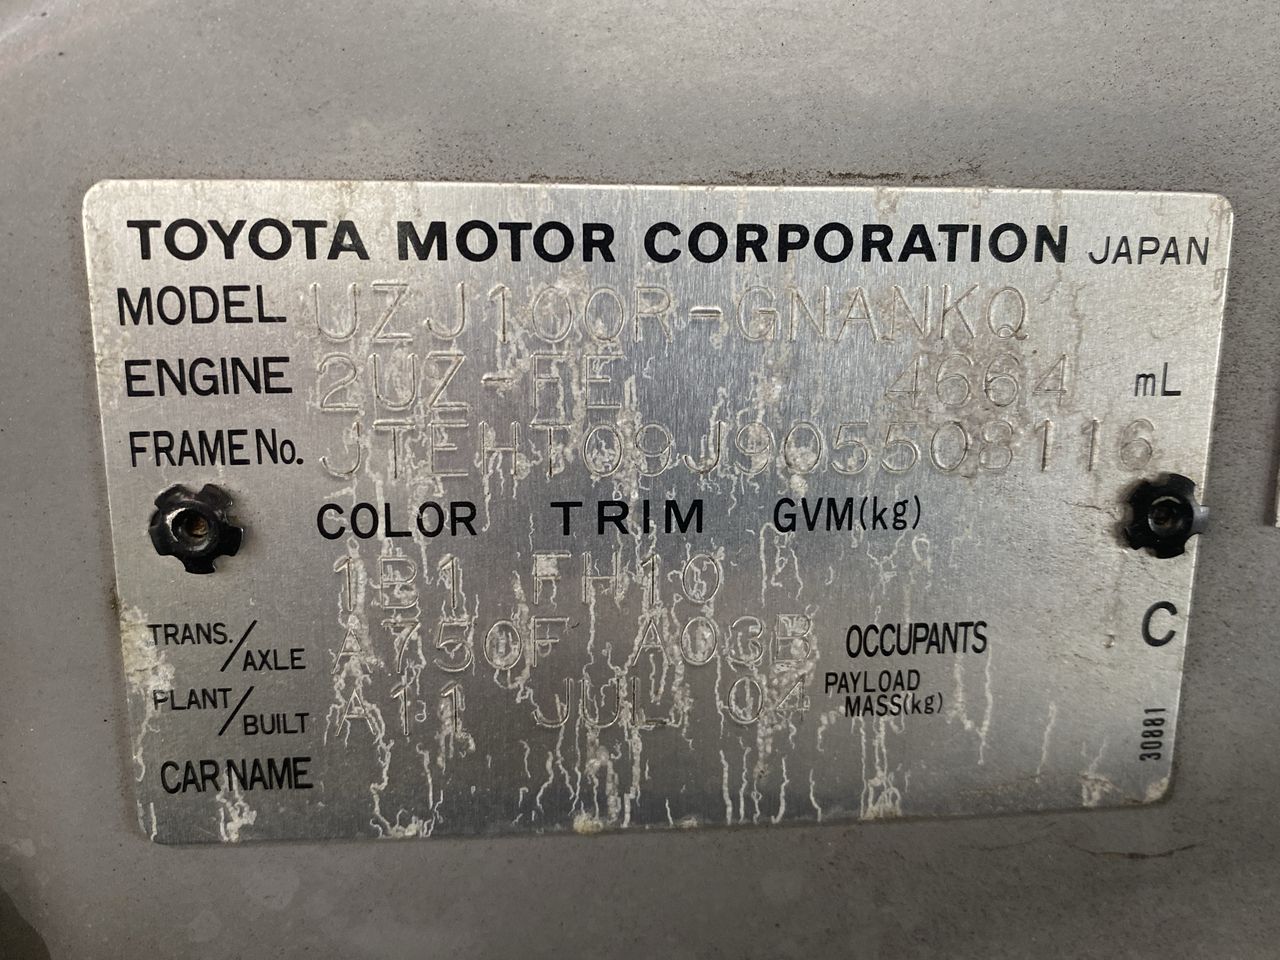 TOYOTA MOTOR CORPORATION JAPAN
MODEL UZJ100R-GNANKQ
ENGINE 2UZ-FE 4664 mL
FRAME No. JTEHT09J905508116
COLOR TRIM GVM(kg)
1B1 FH10
TRANS./AXLE A750F A03B OCCUPANTS C
PLANT/BUILT A11 JUL 04 PAYLOAD MASS(kg)
CAR NAME
30881